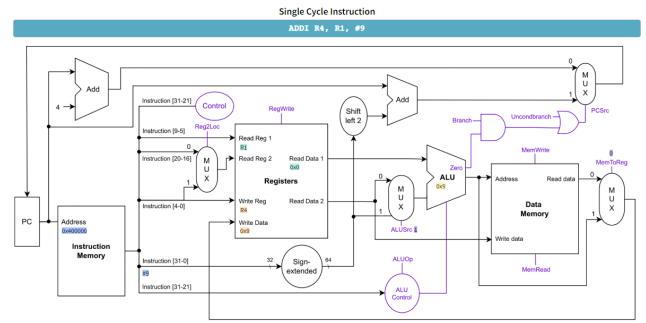 Single Cycle Instruction
ADDI R4, R1, #9
Add
4
Instruction [31-21]
Control
Reg2Loc
Instruction [9-5]
0
Instruction [20-16]
M
U
X
1
Instruction [4-0]
RegWrite
Read Reg 1
R1
Read Reg 2
Read Data 1
0x0
Registers
Write Reg
R4
Read Data 2
Write Data
0x9
PC
Address
0x400000
Instruction
Memory
Instruction [31-0]
#9
32
Sign-
extended
64
Instruction [31-21]
Shift
left 2
Add
0
M
U
X
1
PCSrc
Branch
Uncondbranch
Zero
ALU
0x9
0
M
U
X
1
ALUSrc 1
ALUOp
ALU
Control
MemWrite
Address
Read data
Data
Memory
Write data
MemRead
0
MemToReg
0
M
U
X
1